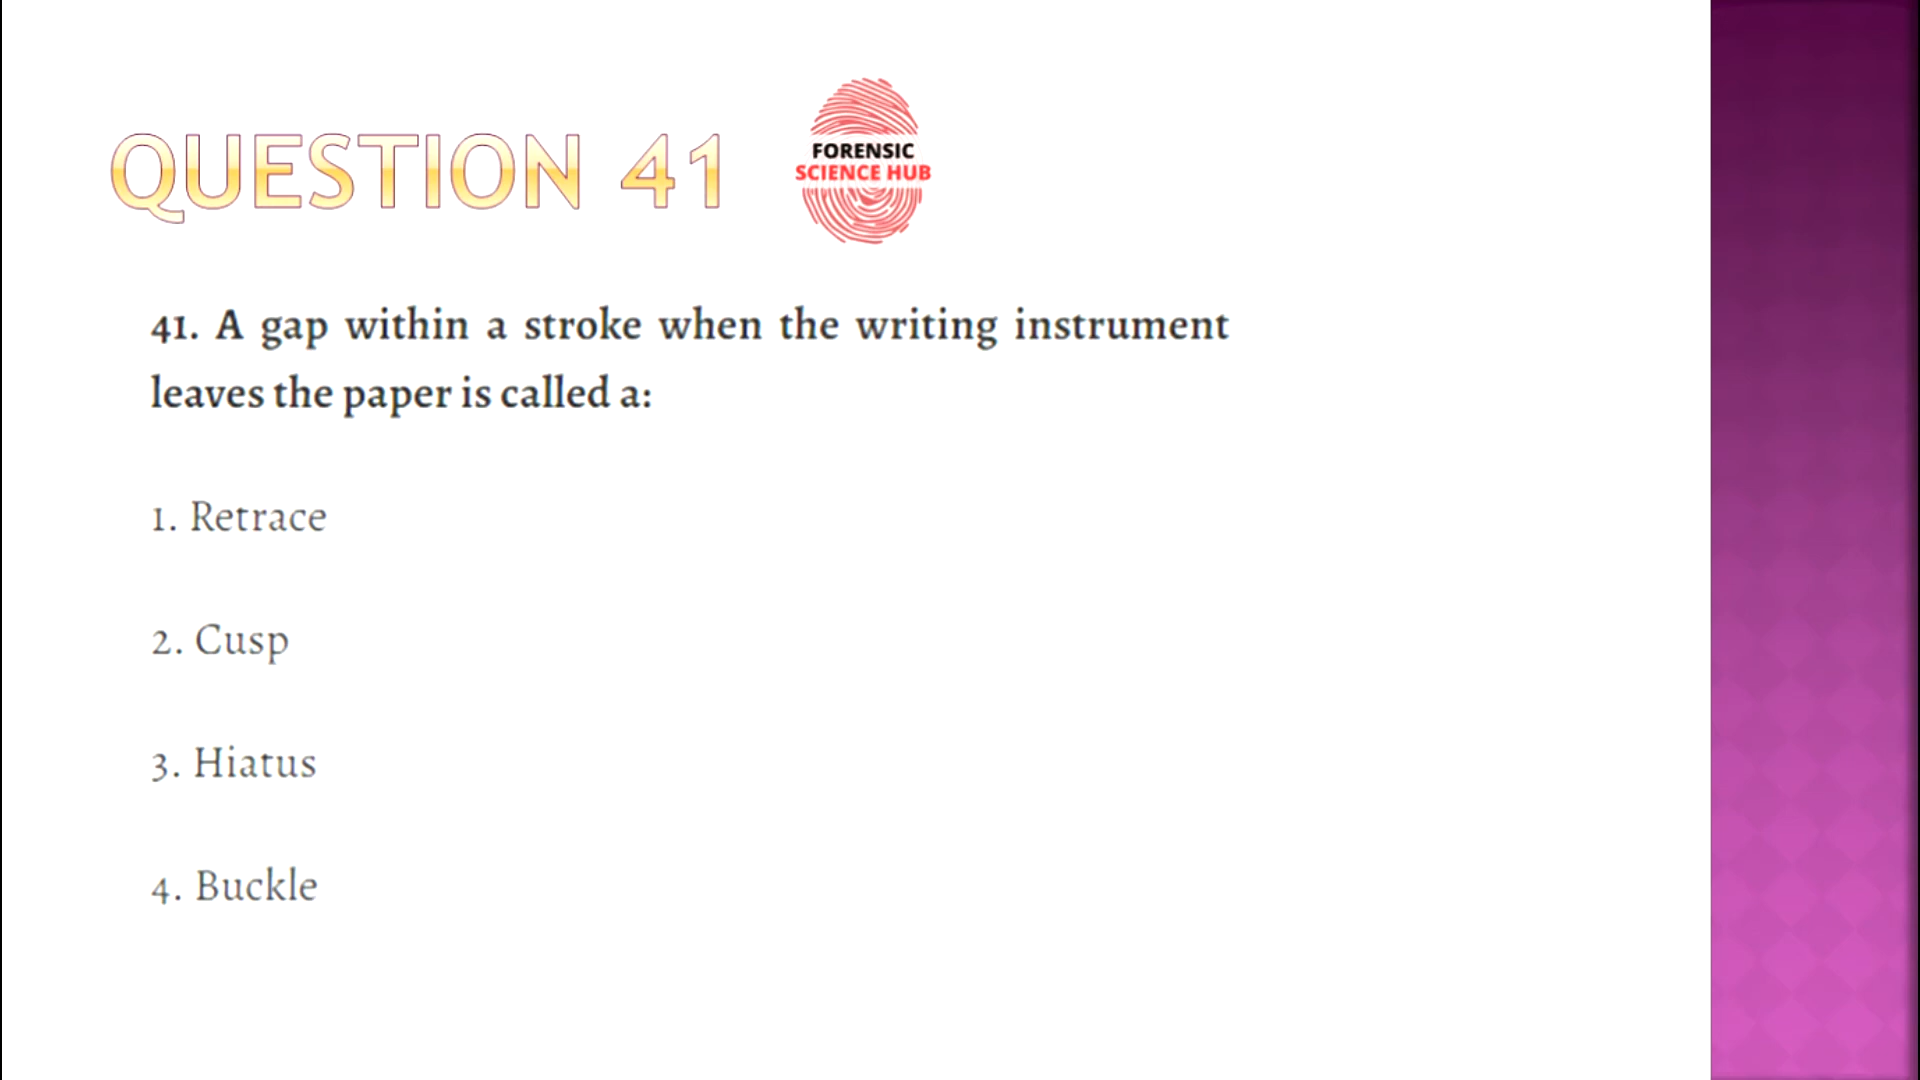 QUESTION 41
FORENSIC
SCIENCE HUB
41. A gap within a stroke when the writing instrument
leaves the paper is called a:
1. Retrace
2. Cusp
3. Hiatus
4. Buckle